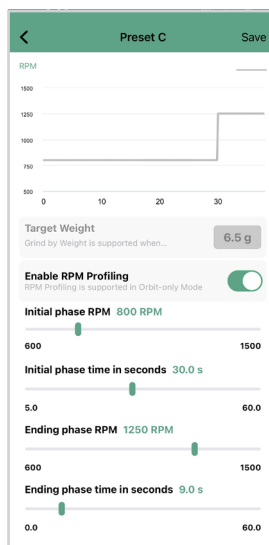 Preset C
Save
RPM
1500
1250
1000
750
500
0 10 20 30
Target Weight
Grind by Weight is supported when...
6.5 g
Enable RPM Profiling
RPM Profiling is supported in Orbit-only Mode
Initial phase RPM 800 RPM
600 1500
Initial phase time in seconds 30.0 s
5.0 60.0
Ending phase RPM 1250 RPM
600 1500
Ending phase time in seconds 9.0 s
0.0 60.0